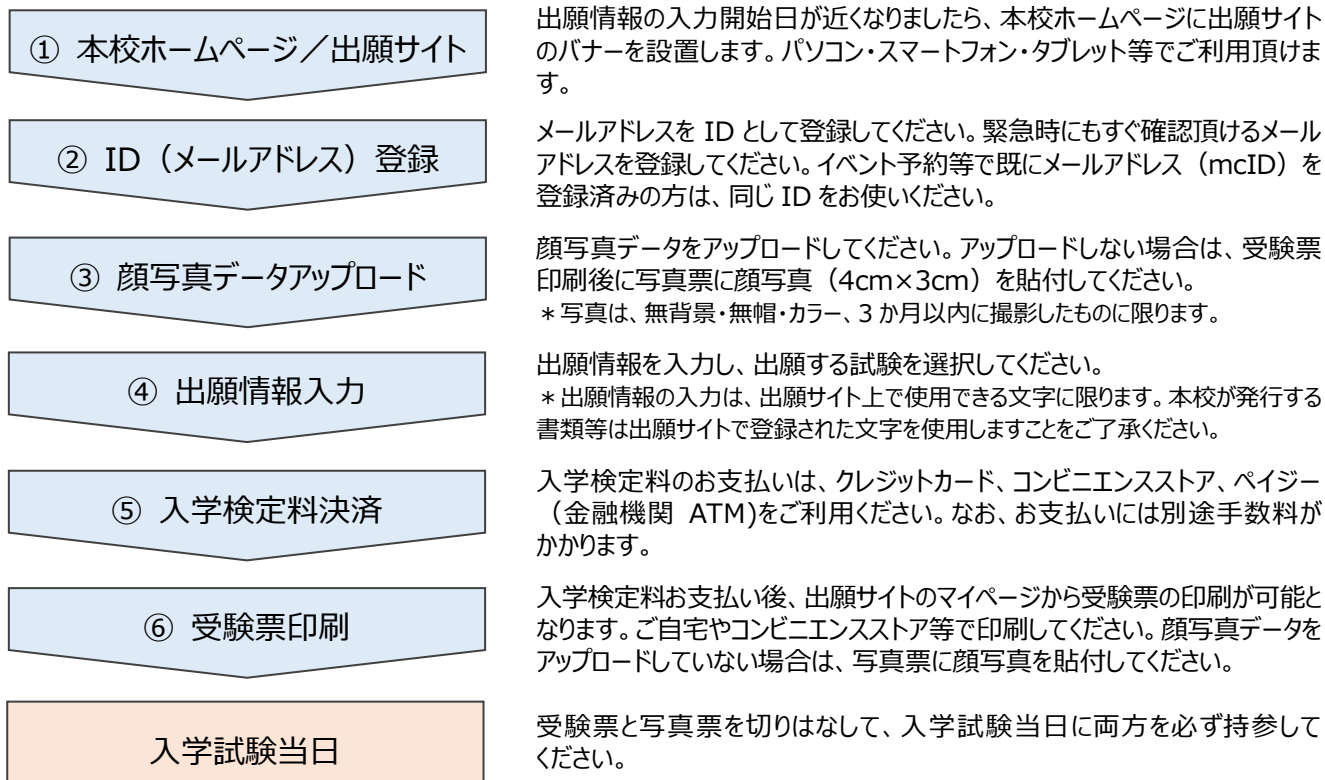 ① 本校ホームページ／出願サイト
出願情報の入力開始日が近くなりましたら、本校ホームページに出願サイト
のバナーを設置します。パソコン・スマートフォン・タブレット等でご利用頂けま
す。
② ID（メールアドレス）登録
メールアドレスを ID として登録してください。緊急時にもすぐ確認頂けるメール
アドレスを登録してください。イベント予約等で既にメールアドレス（mcID）を
登録済みの方は、同じ ID をお使いください。
③ 顔写真データアップロード
顔写真データをアップロードしてください。アップロードしない場合は、受験票
印刷後に写真票に顔写真（4cm×3cm）を貼付してください。
＊写真は、無背景・無帽・カラー、3 か月以内に撮影したものに限ります。
④ 出願情報入力
出願情報を入力し、出願する試験を選択してください。
＊出願情報の入力は、出願サイト上で使用できる文字に限ります。本校が発行する
書類等は出願サイトで登録された文字を使用しますことをご了承ください。
⑤ 入学検定料決済
入学検定料のお支払いは、クレジットカード、コンビニエンスストア、ペイジー
（金融機関 ATM)をご利用ください。なお、お支払いには別途手数料が
かかります。
⑥ 受験票印刷
入学検定料お支払い後、出願サイトのマイページから受験票の印刷が可能と
なります。ご自宅やコンビニエンスストア等で印刷してください。顔写真データを
アップロードしていない場合は、写真票に顔写真を貼付してください。
入学試験当日
受験票と写真票を切りはなして、入学試験当日に両方を必ず持参して
ください。